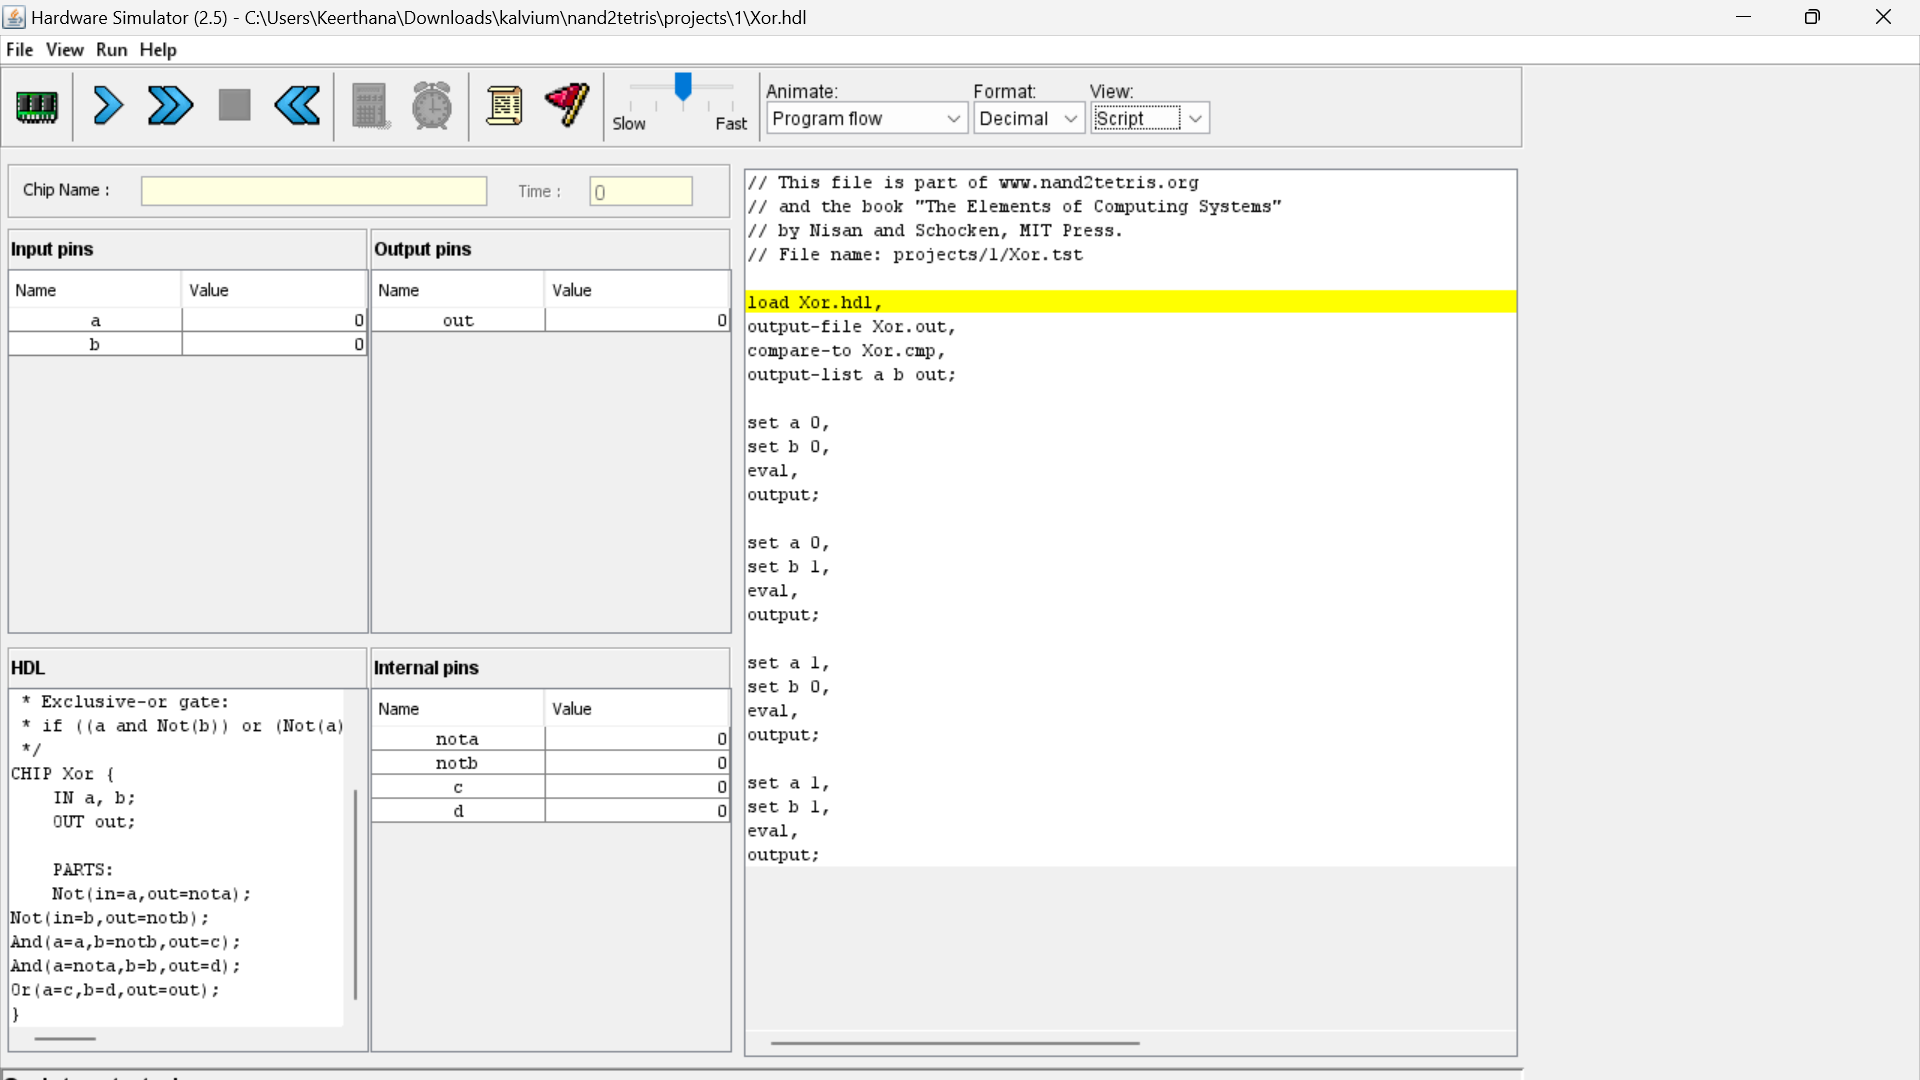 Hardware Simulator (2.5) - C:\Users\Keerthana\Downloads\kalvium\nand2tetris\projects\1\Xor.hdl
File View Run Help
Slow Fast
Animate:
Program flow
Format:
Decimal
View:
Script
Chip Name :
Time :
0
Input pins
Name Value
a 0
b 0
Output pins
Name Value
out 0
HDL
* Exclusive-or gate:
* if ((a and Not(b)) or (Not(a)
*/
CHIP Xor {
IN a, b;
OUT out;
PARTS:
Not(in=a,out=nota);
Not(in=b,out=notb);
And(a=a,b=notb,out=c);
And(a=nota,b=b,out=d);
Or(a=c,b=d,out=out);
}
Internal pins
Name Value
nota 0
notb 0
c 0
d 0
// This file is part of www.nand2tetris.org
// and the book "The Elements of Computing Systems"
// by Nisan and Schocken, MIT Press.
// File name: projects/1/Xor.tst
load Xor.hdl,
output-file Xor.out,
compare-to Xor.cmp,
output-list a b out;
set a 0,
set b 0,
eval,
output;
set a 0,
set b 1,
eval,
output;
set a 1,
set b 0,
eval,
output;
set a 1,
set b 1,
eval,
output;